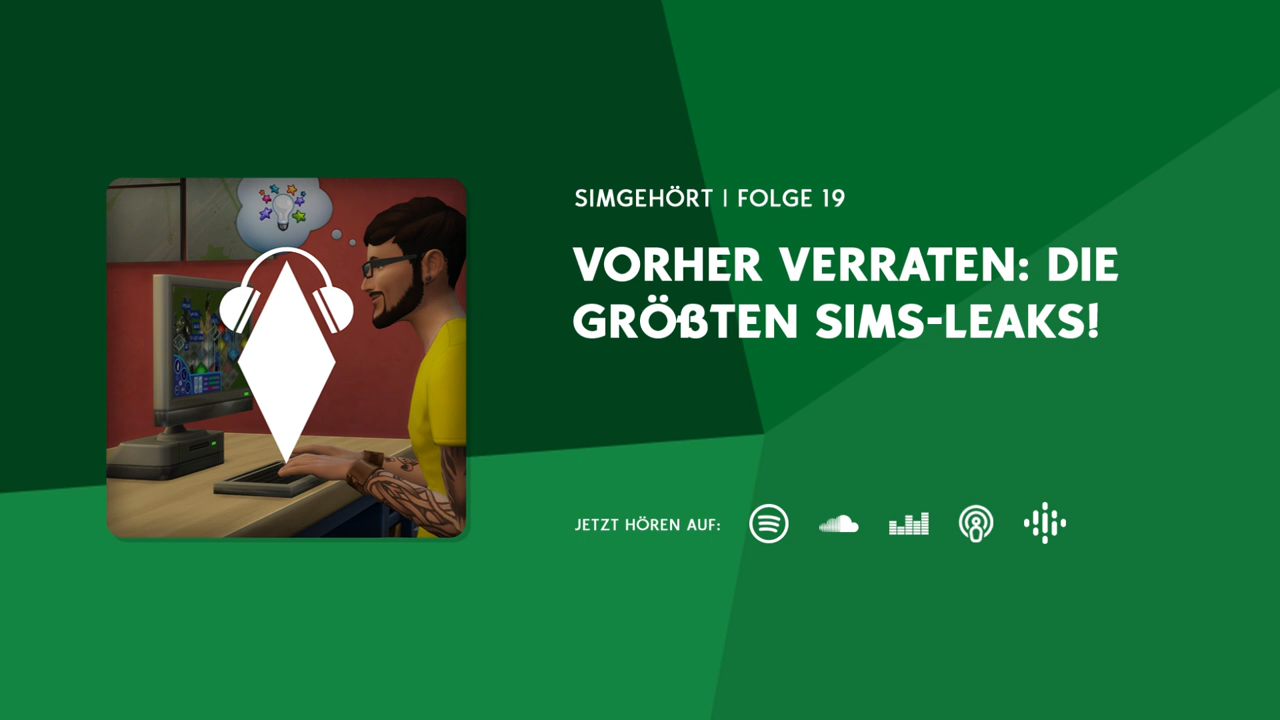 SIMGEHÖRT | FOLGE 19
VORHER VERRATEN: DIE
GRÖẞTEN SIMS-LEAKS!
JETZT HÖREN AUF: